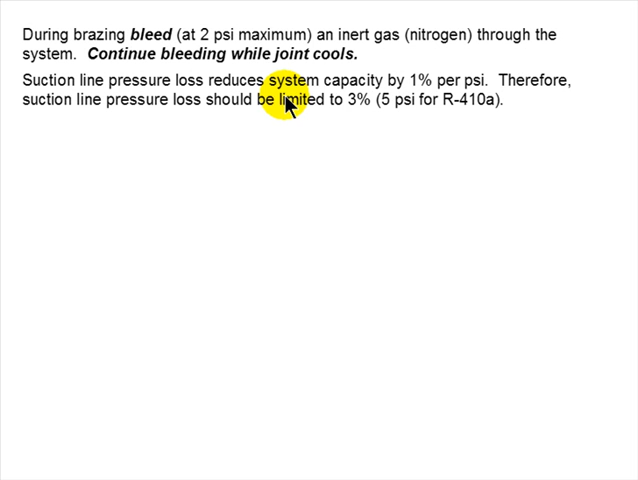 During brazing bleed (at 2 psi maximum) an inert gas (nitrogen) through the
system.  Continue bleeding while joint cools.
Suction line pressure loss reduces system capacity by 1% per psi.  Therefore,
suction line pressure loss should be limited to 3% (5 psi for R-410a).